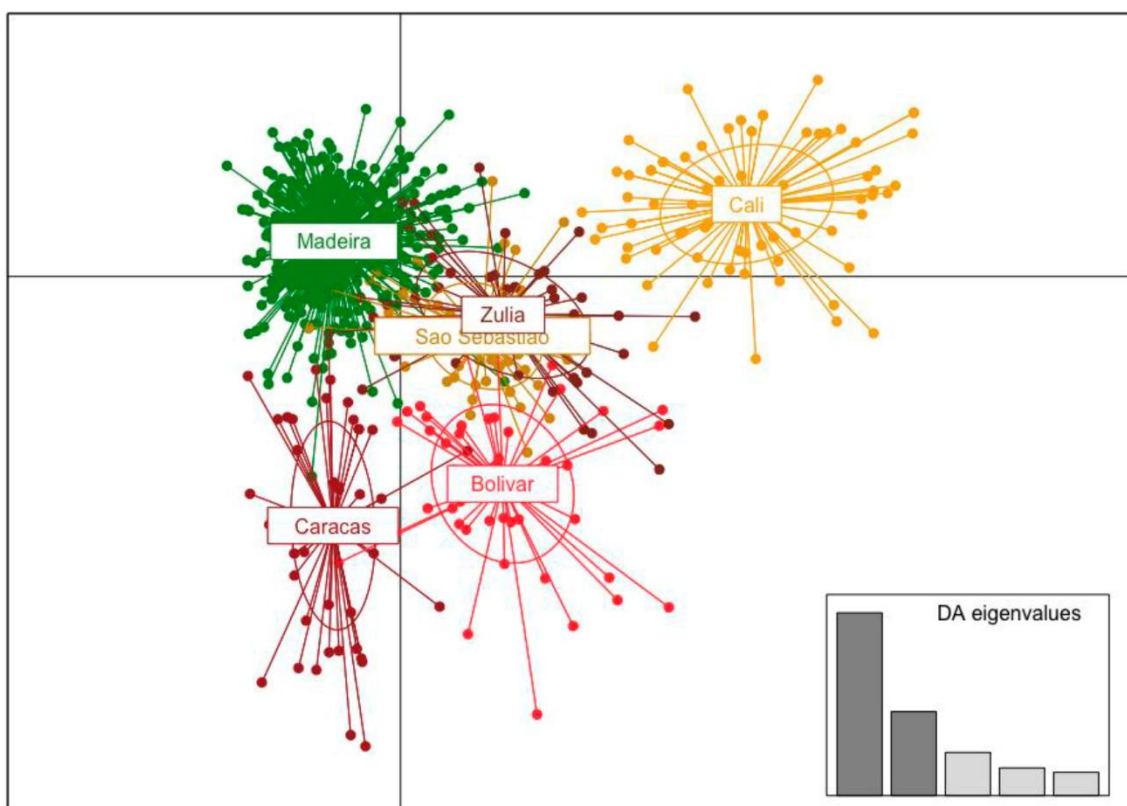 Cali
Madeira
Zulia
Sao Sebastiao
Bolivar
Caracas
DA eigenvalues